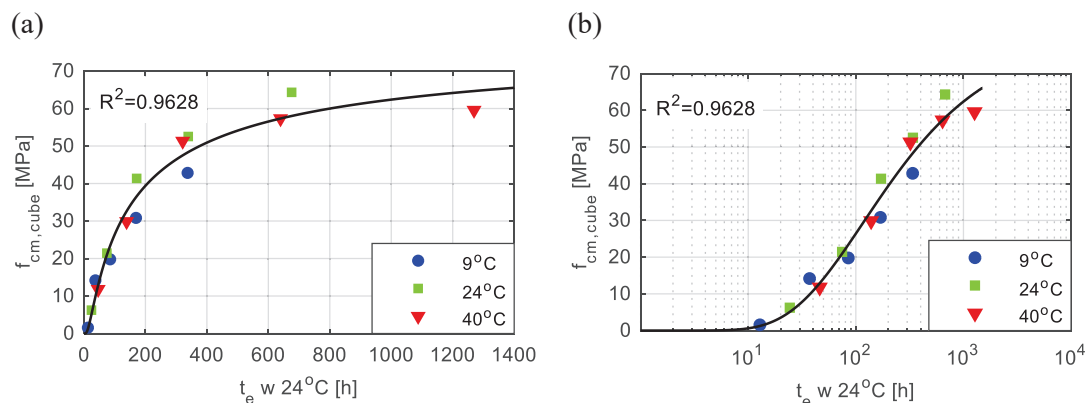 (a)
(b)
70
60
50
40
30
20
10
0
f_cm,cube [MPa]
R²=0.9628
9°C
24°C
40°C
0 200 400 600 800 1000 1200 1400
t_e w 24°C [h]
70
60
50
40
30
20
10
0
f_cm,cube [MPa]
R²=0.9628
9°C
24°C
40°C
10¹ 10² 10³ 10⁴
t_e w 24°C [h]